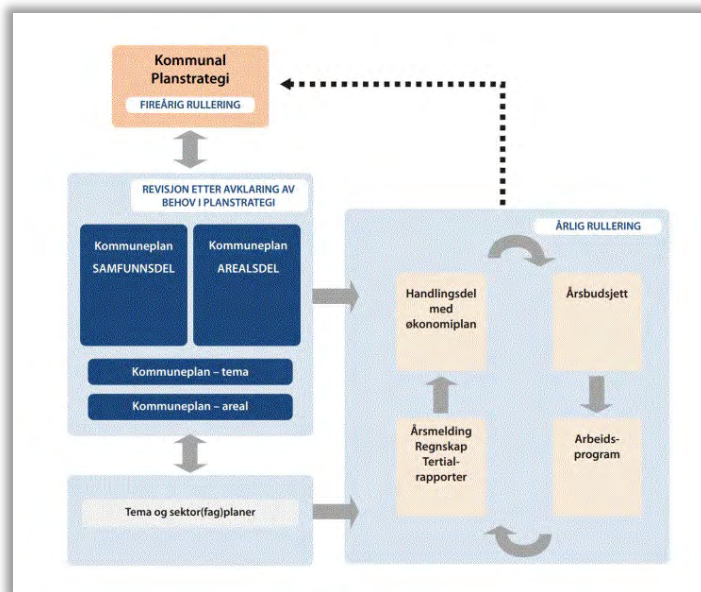 Kommunal
Planstrategi
FIREÅRIG RULLERING
REVISJON ETTER AVKLARING AV
BEHOV I PLANSTRATEGI
Kommuneplan
SAMFUNNSDEL
Kommuneplan
AREALSDEL
Kommuneplan – tema
Kommuneplan – areal
Tema og sektor(fag)planer
ÅRLIG RULLERING
Handlingsdel
med
økonomiplan
Årsbudsjett
Årsmelding
Regnskap
Tertial-
rapporter
Arbeids-
program